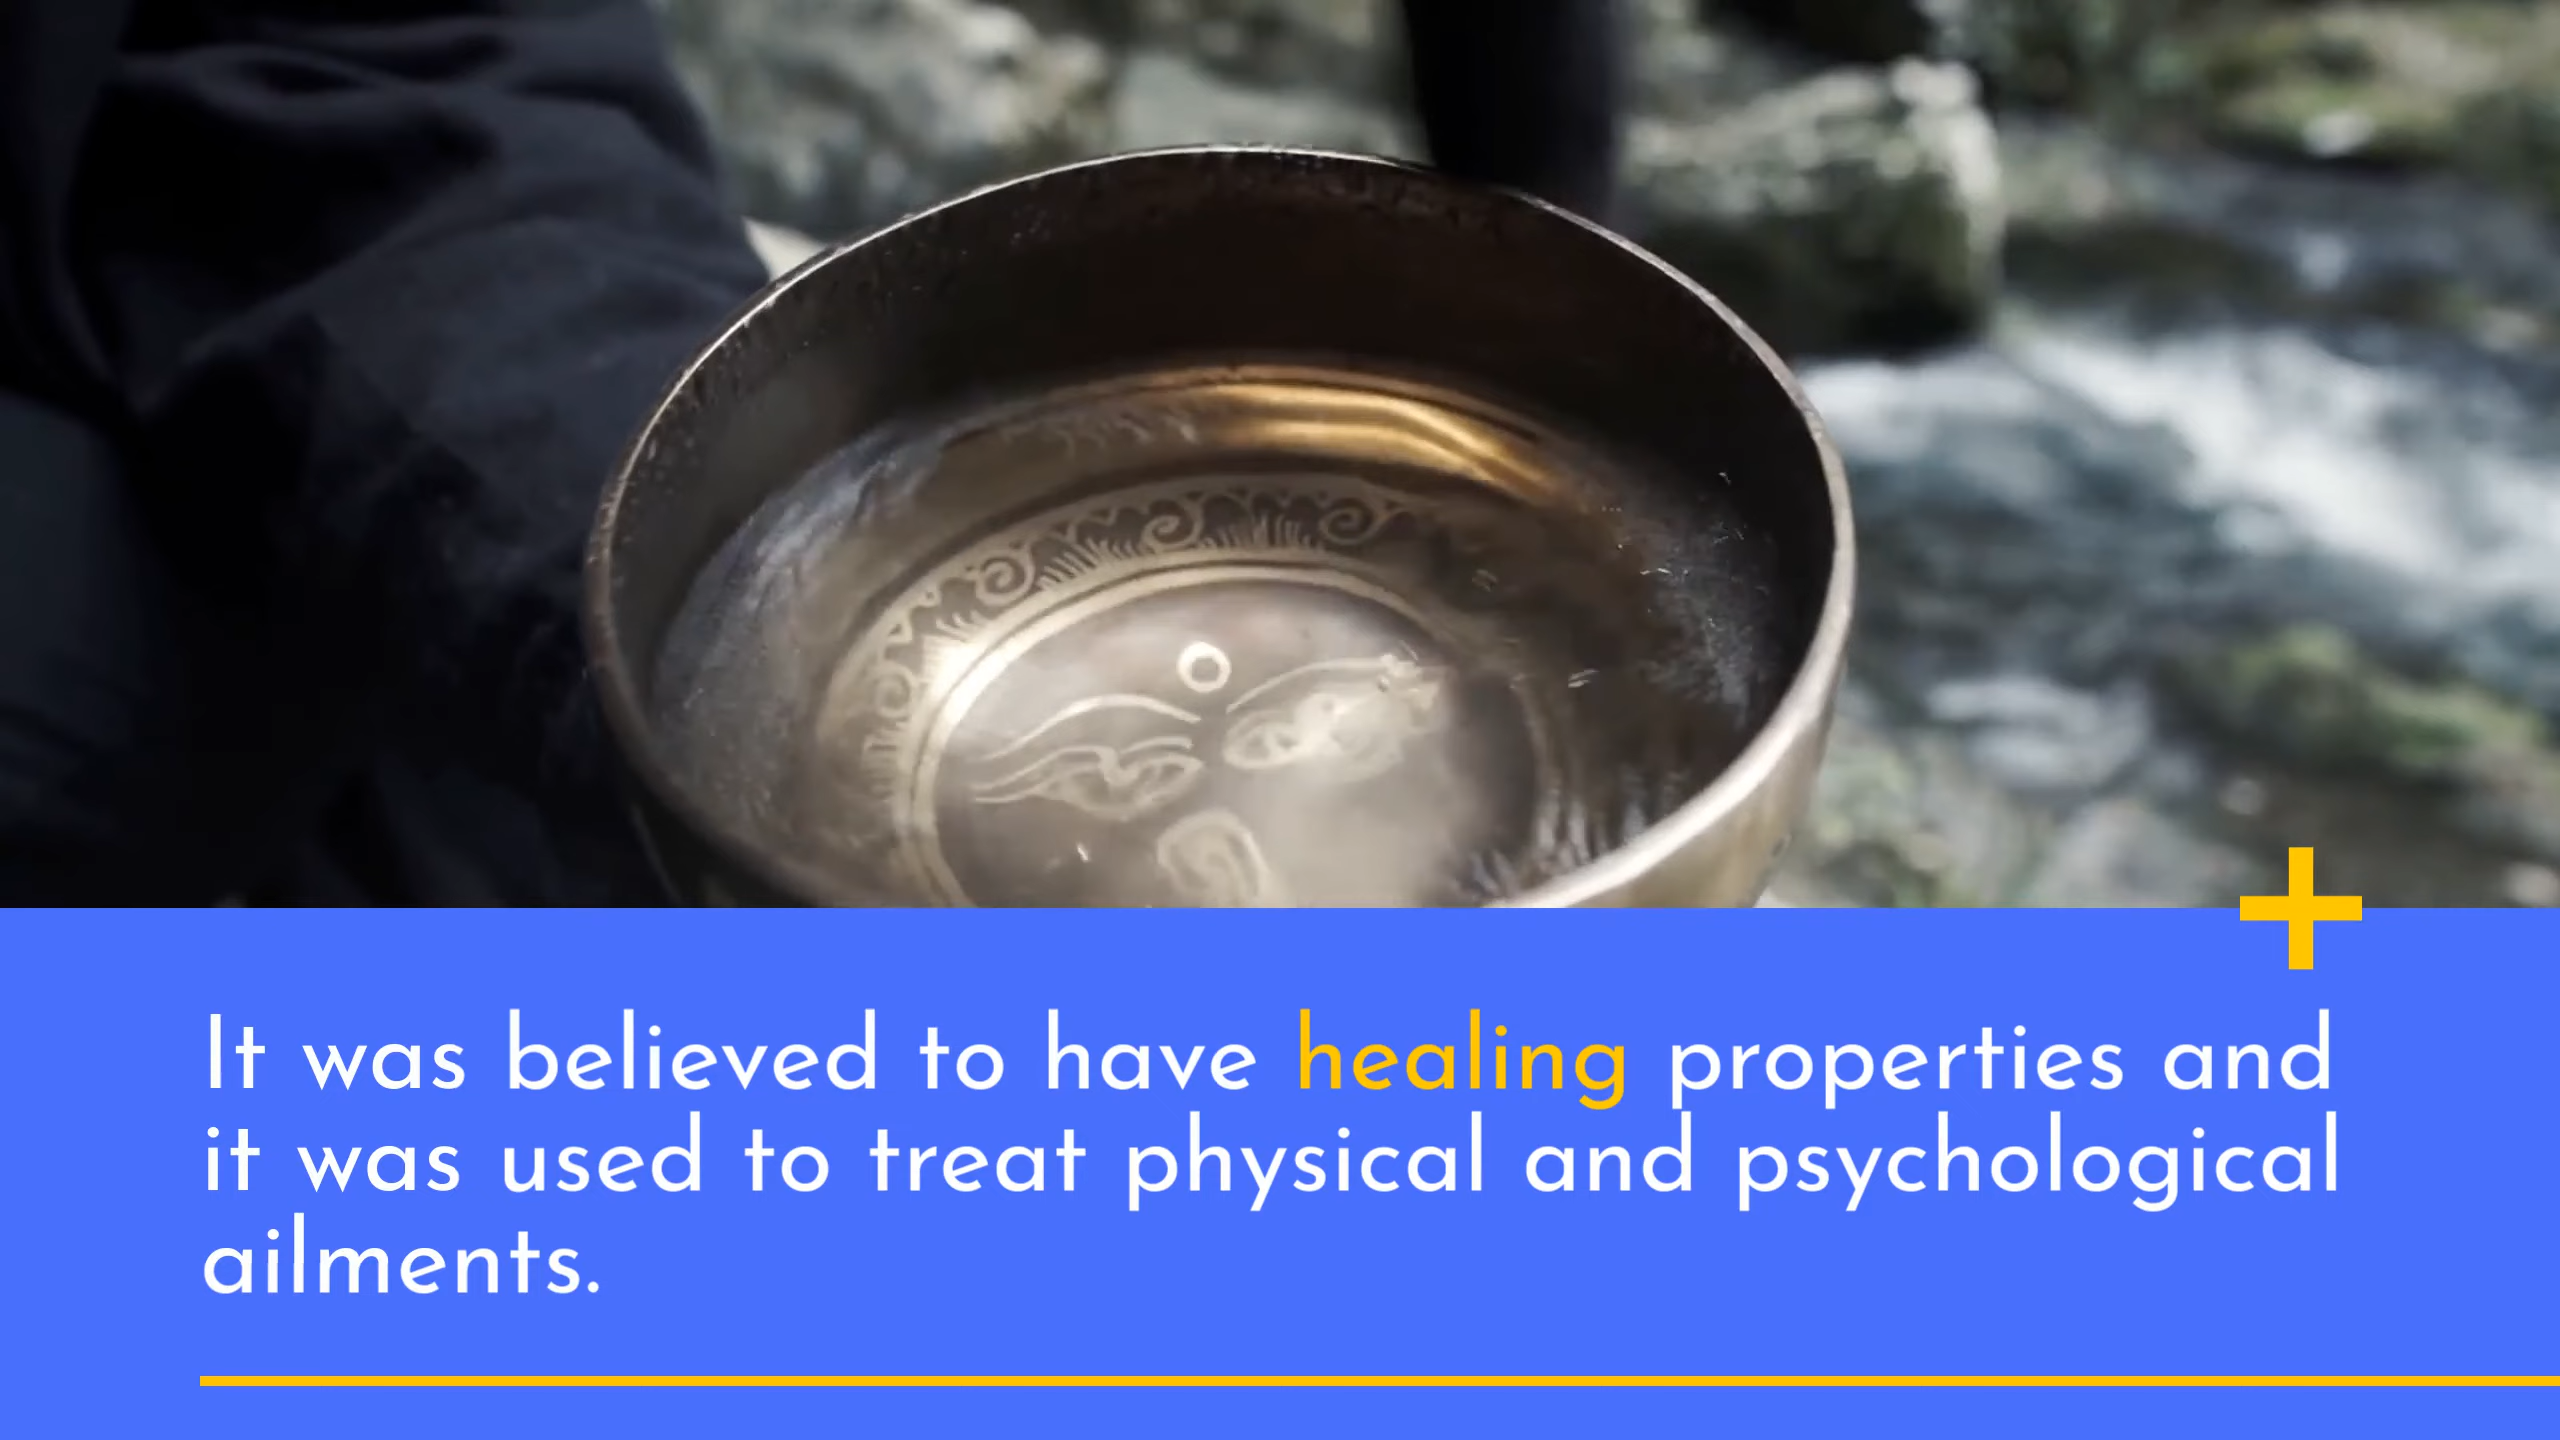 It was believed to have healing properties and
it was used to treat physical and psychological
ailments.